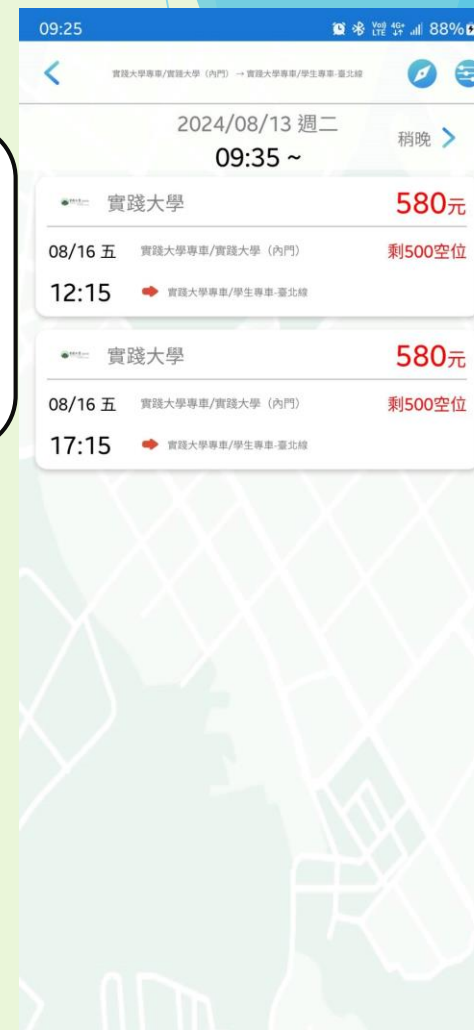 09:25 VoB LTE 4G+ 88%
實踐大學專車/實踐大學（內門）→實踐大學專車/學生專車-臺北線
2024/08/13 週二
09:35 ~
稍晚
實踐大學 580元
08/16 五 實踐大學專車/實踐大學（內門） 剩500空位
12:15 實踐大學專車/學生專車-臺北線
實踐大學 580元
08/16 五 實踐大學專車/實踐大學（內門） 剩500空位
17:15 實踐大學專車/學生專車-臺北線